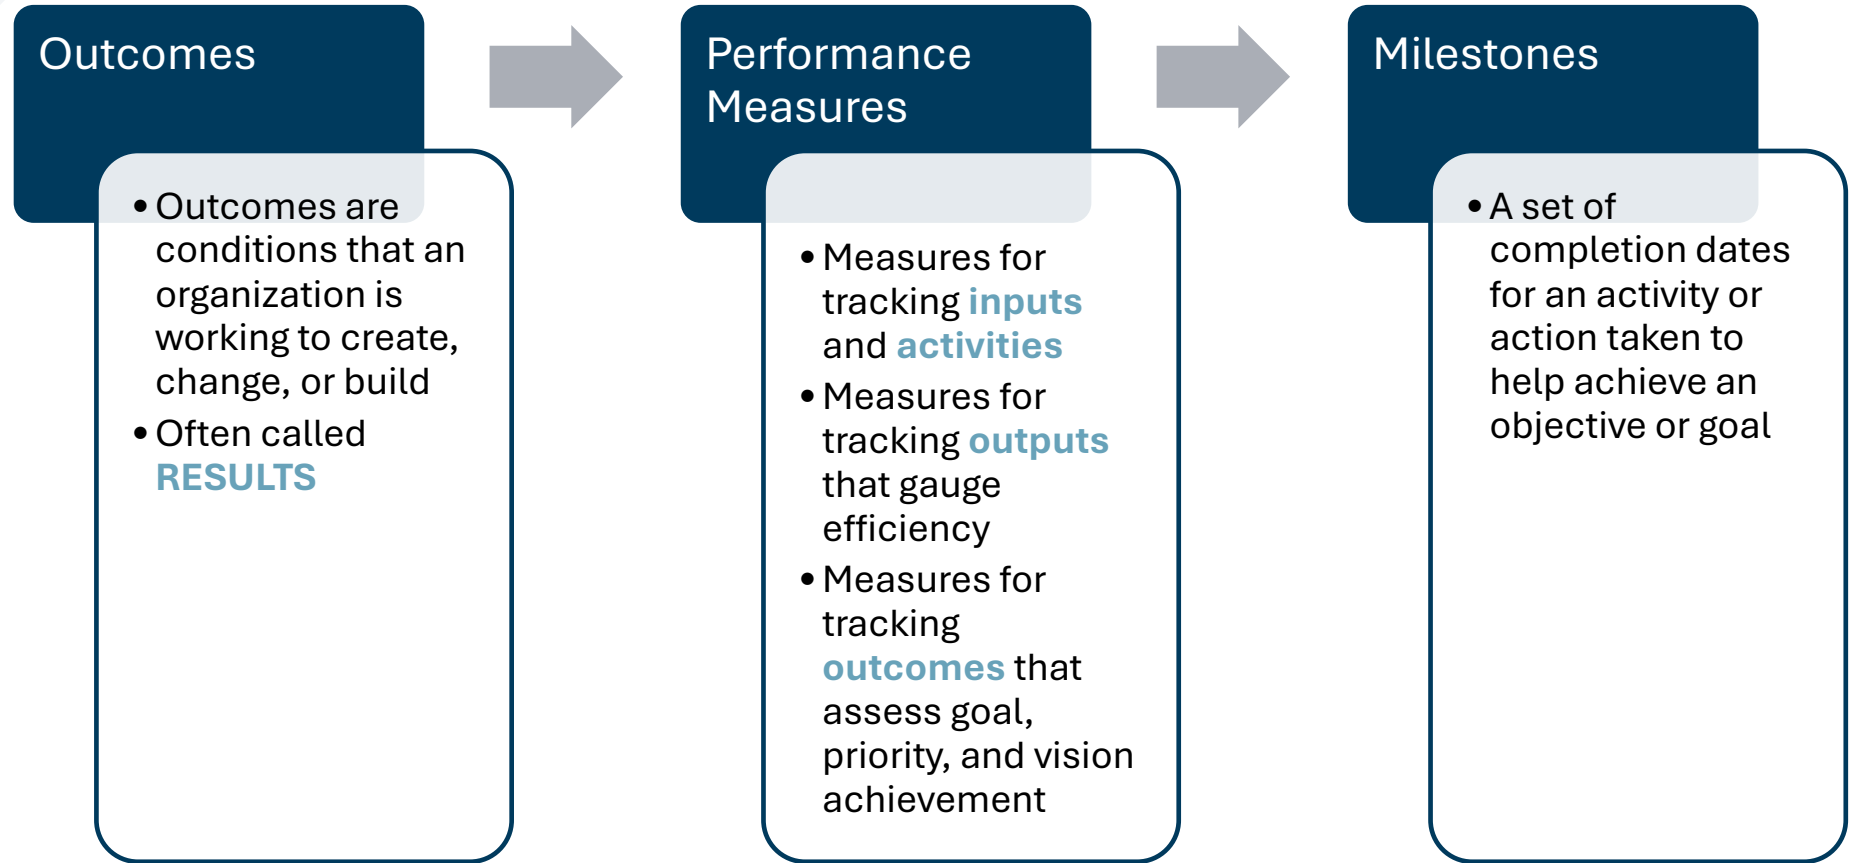 Outcomes
• Outcomes are
conditions that an
organization is
working to create,
change, or build
• Often called
RESULTS
Performance
Measures
• Measures for
tracking inputs
and activities
• Measures for
tracking outputs
that gauge
efficiency
• Measures for
tracking
outcomes that
assess goal,
priority, and vision
achievement
Milestones
• A set of
completion dates
for an activity or
action taken to
help achieve an
objective or goal